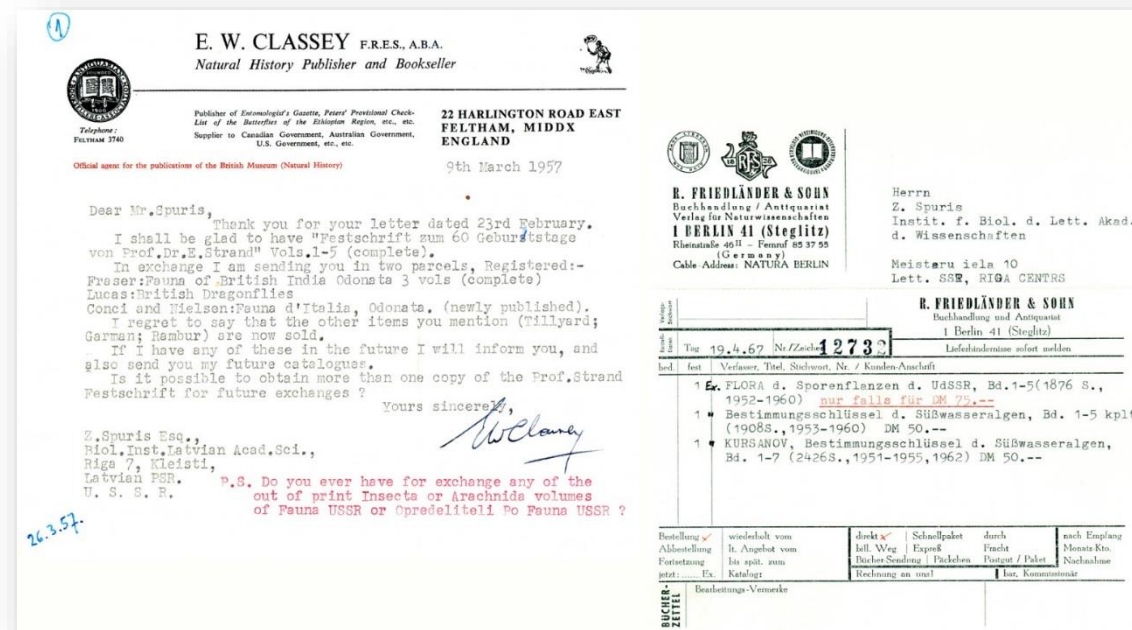 1
E. W. CLASSEY F.R.E.S., A.B.A.
Natural History Publisher and Bookseller
Telephone:
FELTHAM 3740
Publisher of Entomologist's Gazette, Peters' Provisional Check-
List of the Butterflies of the Ethiopian Region, etc., etc.
Supplier to Canadian Government, Australian Government,
U.S. Government, etc., etc.
22 HARLINGTON ROAD EAST
FELTHAM, MIDDX
ENGLAND
Official agent for the publications of the British Museum (Natural History)
9th March 1957
Dear Mr.Spuris,
Thank you for your letter dated 23rd February.
I shall be glad to have "Festschrift zum 60 Geburtstage
von Prof.Dr.E.Strand" Vols.1-5 (complete).
In exchange I am sending you in two parcels, Registered:-
Fraser:Fauna of British India Odonata 3 vols (complete)
Lucas:British Dragonflies
Conci and Nielsen:Fauna d'Italia, Odonata. (newly published).
I regret to say that the other items you mention (Tillyard;
Garman; Rambur) are now sold.
If I have any of these in the future I will inform you, and
also send you my future catalogues.
Is it possible to obtain more than one copy of the Prof.Strand
Festschrift for future exchanges ?
Yours sincerely,
EWClassey
Z.Spuris Esq.,
Biol.Inst.Latvian Acad.Sci.,
Riga 7, Kleisti,
Latvian PSR.
U. S. S. R.
P.S. Do you ever have for exchange any of the
out of print Insecta or Arachnida volumes
of Fauna USSR or Opredeliteli Po Fauna USSR ?
26.3.57.
R. FRIEDLÄNDER & SOHN
Buchhandlung / Antiquariat
Verlag für Naturwissenschaften
1 BERLIN 41 (Steglitz)
Rheinstraße 46 II - Fernruf 83 37 55
(Germany)
Cable Address: NATURA BERLIN
Herrn
Z. Spuris
Instit. f. Biol. d. Lett. Akad.
d. Wissenschaften
Meisteru iela 10
Lett. SSR, RIGA CENTRS
R. FRIEDLÄNDER & SOHN
Buchhandlung und Antiquariat
1 Berlin 41 (Steglitz)
Tag 19.4.67 Nr./Zeichen 12732 Lieferhindernisse sofort melden
bed. fest Verfasser, Titel, Stichwort, Nr. / Kunden-Anschrift
1 Ex. FLORA d. Sporenflanzen d. UdSSR, Bd.1-5(1876 S.,
1952-1960) nur falls für DM 75.--
1 " Bestimmungsschlüssel d. Süßwasseralgen, Bd. 1-5 kplt
(1908S.,1953-1960) DM 50.--
1 " KURSANOV, Bestimmungsschlüssel d. Süßwasseralgen,
Bd. 1-7 (2426S.,1951-1955,1962) DM 50.--
Bestellung wiederholt vom direkt Schnellpaket durch nach Empfang
Abbestellung lt. Angebot vom bill. Weg Expreß Fracht Monats-Kto.
Fortsetzung bis spät. zum Bücher-Sendung Päckchen Postgut / Paket Nachnahme
jetzt: ...... Ex. Katalog: Rechnung an uns! bar, Kommissionär
BÜCHER-
ZETTEL
Bearbeitungs-Vermerke